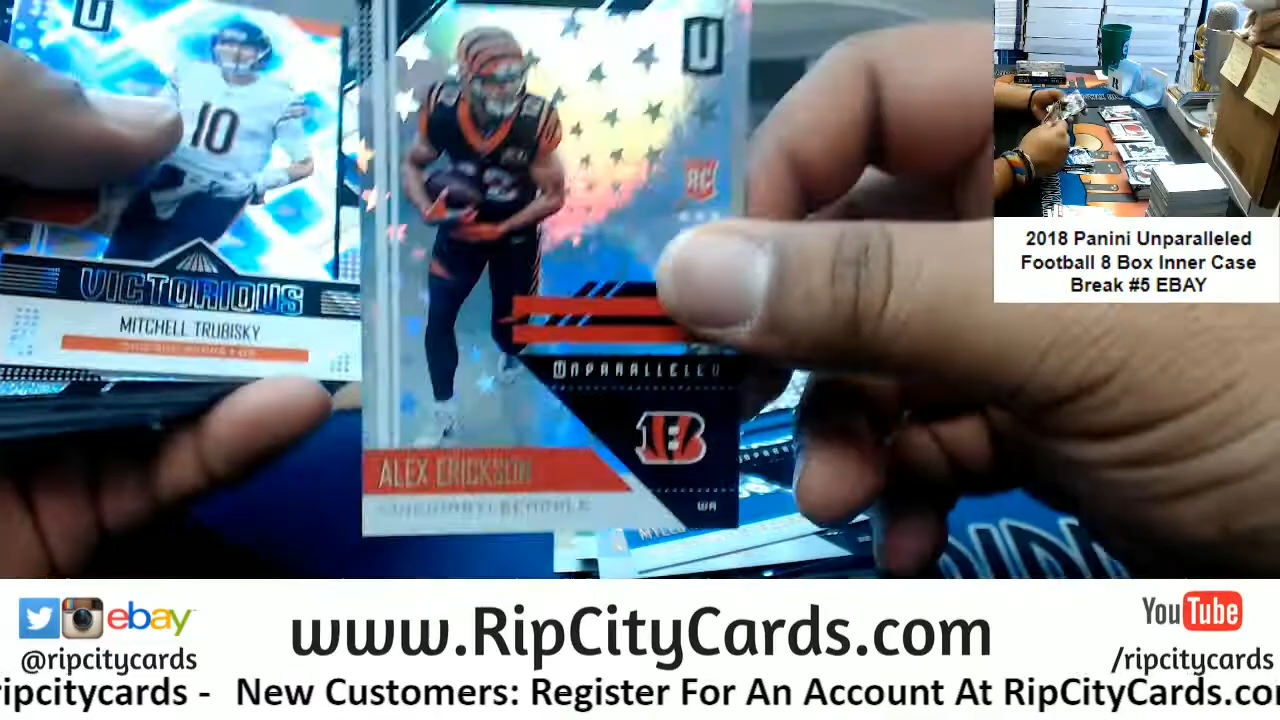 U
10
VICTORIOUS
MITCHELL TRUBISKY
U
RC
UNPARALLELED
B
ALEX ERICKSON
WR
2018 Panini Unparalleled
Football 8 Box Inner Case
Break #5 EBAY
ebay
@ripcitycards
www.RipCityCards.com
YouTube
/ripcitycards
ripcitycards - New Customers: Register For An Account At RipCityCards.co